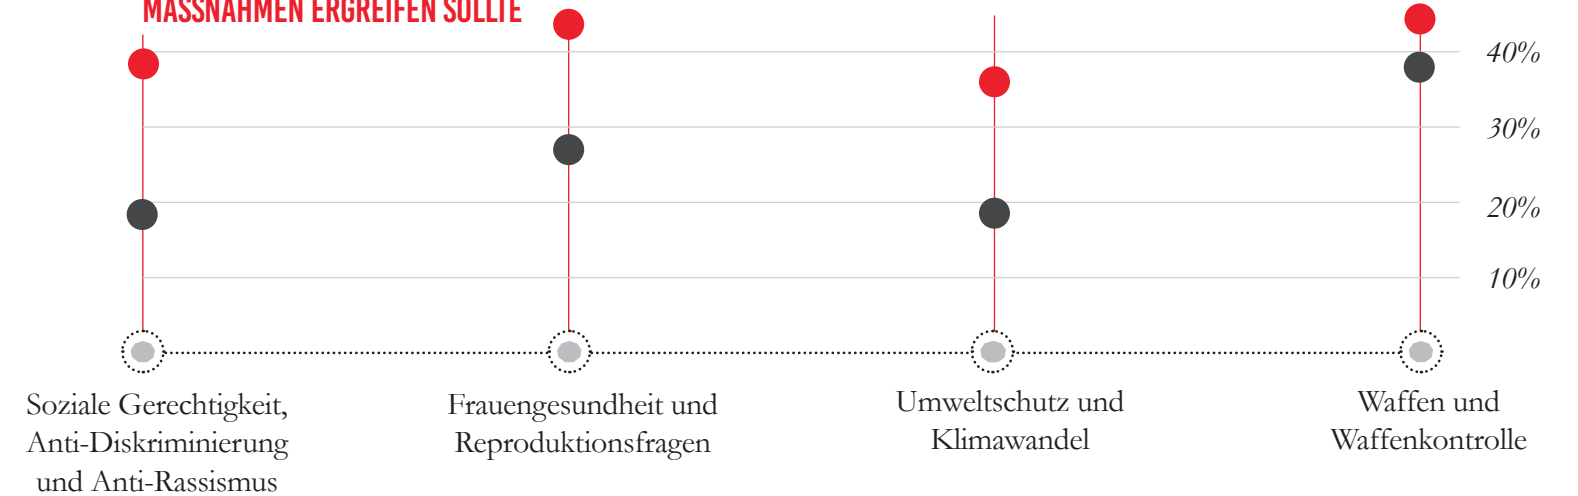 MASSNAHMEN ERGREIFEN SOLLTE
40%
30%
20%
10%
Soziale Gerechtigkeit,
Anti-Diskriminierung
und Anti-Rassismus
Frauengesundheit und
Reproduktionsfragen
Umweltschutz und
Klimawandel
Waffen und
Waffenkontrolle